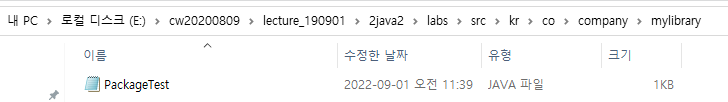 내 PC > 로컬 디스크 (E:) > cw20200809 > lecture_190901 > 2java2 > labs > src > kr > co > company > mylibrary
이름 수정한 날짜 유형 크기
PackageTest 2022-09-01 오전 11:39 JAVA 파일 1KB